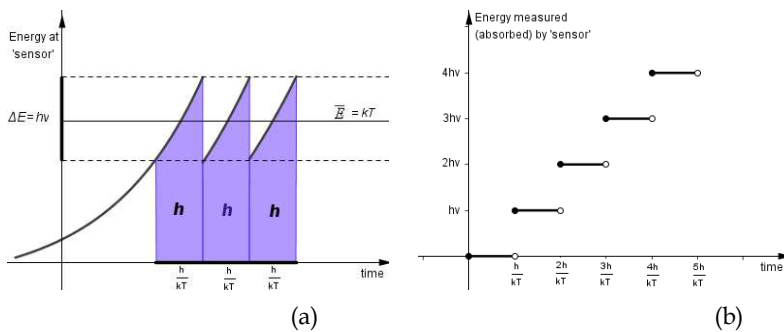 Energy at
'sensor'
ΔE = hν
E̅ = kT
h h h
h/kT h/kT h/kT
time
(a)
Energy measured
(absorbed) by 'sensor'
4hν
3hν
2hν
hν
h/kT 2h/kT 3h/kT 4h/kT 5h/kT
time
(b)